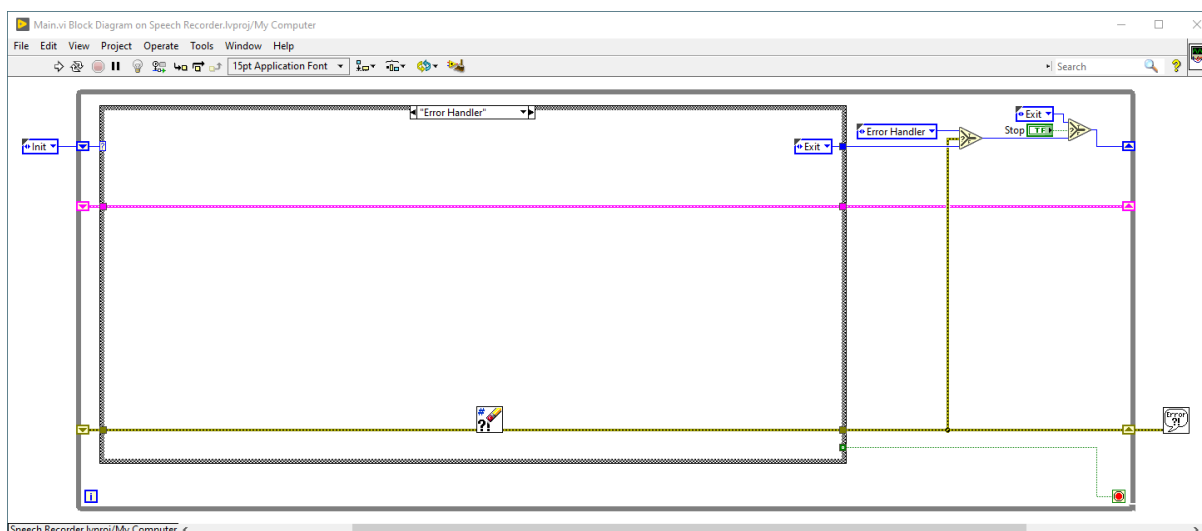 Main.vi Block Diagram on Speech Recorder.lvproj/My Computer
File Edit View Project Operate Tools Window Help
15pt Application Font
Search
"Error Handler"
Init
Exit
Error Handler
Exit
Stop TF
#
?!
Error
?!
i
Speech Recorder.lvproj/My Computer